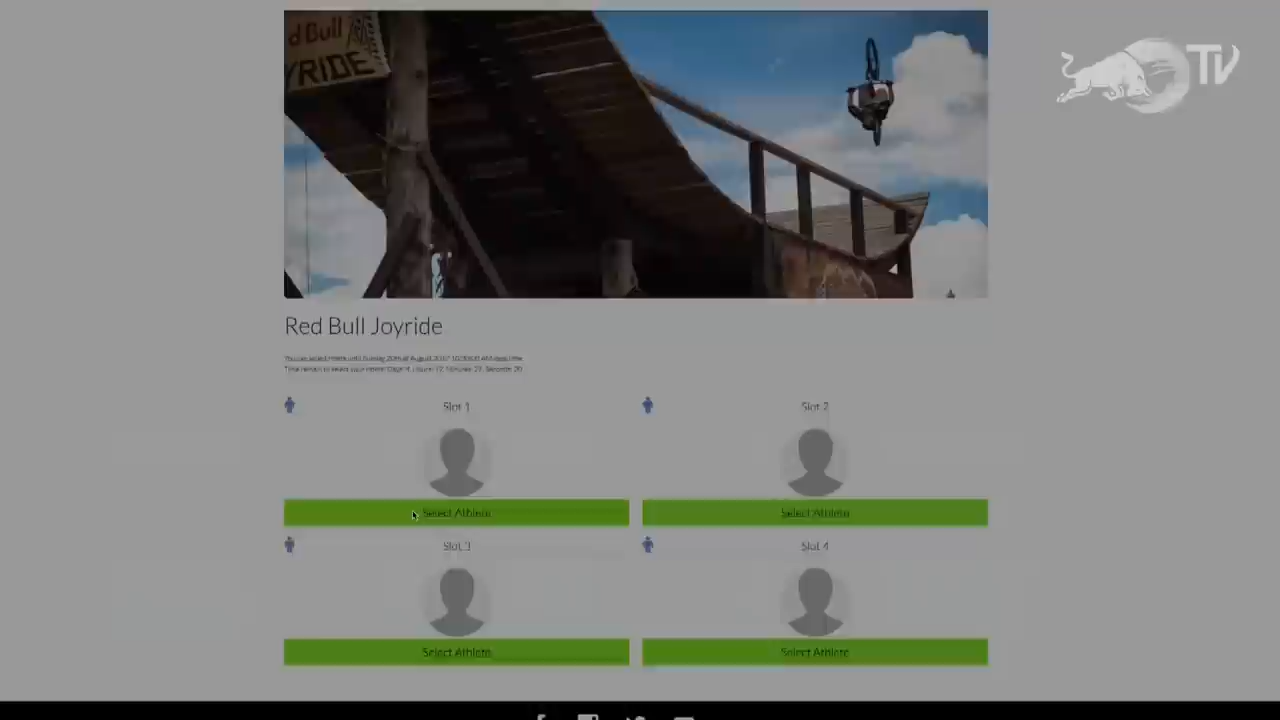 d Bull
YRIDE
TV
Red Bull Joyride
Slot 1
Slot 2
Select Athlete
Select Athlete
Slot 3
Slot 4
Select Athlete
Select Athlete